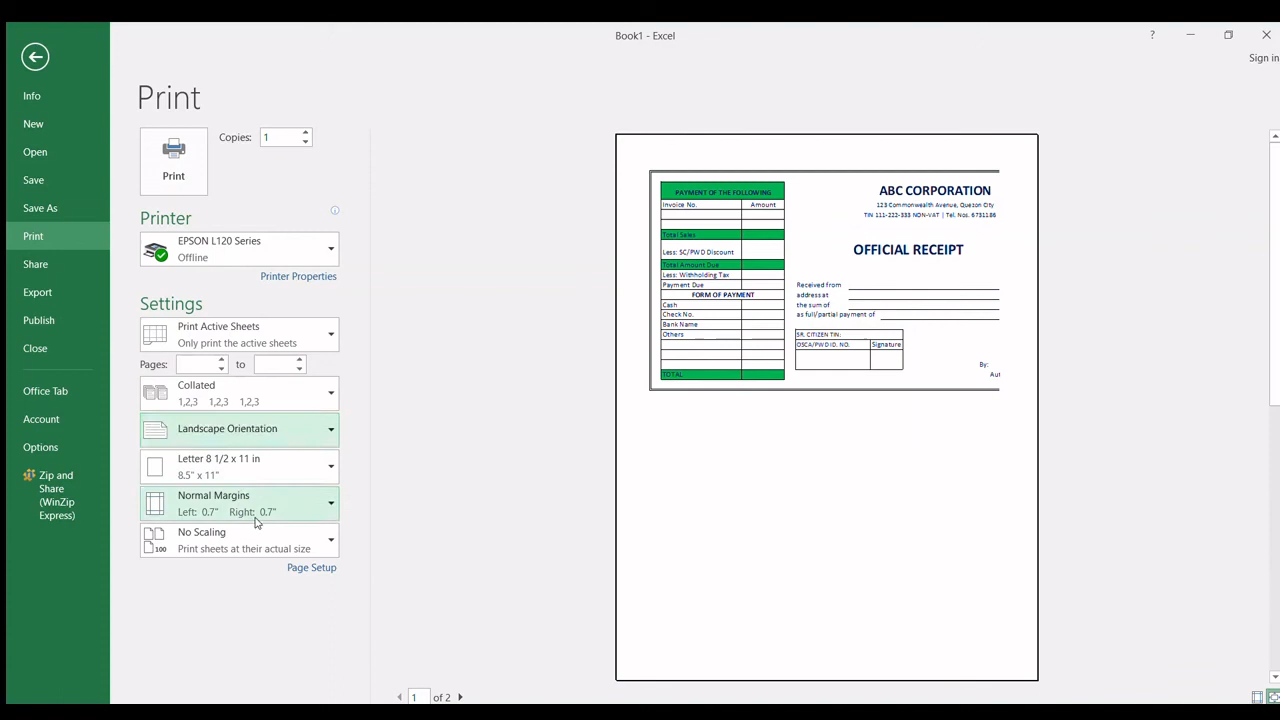 Book1 - Excel
?
Sign in
Info
New
Open
Save
Save As
Print
Share
Export
Publish
Close
Office Tab
Account
Options
Zip and
Share
(WinZip
Express)
Print
Print
Copies: 1
Printer
EPSON L120 Series
Offline
Printer Properties
Settings
Print Active Sheets
Only print the active sheets
Pages: to
Collated
1,2,3 1,2,3 1,2,3
Landscape Orientation
Letter 8 1/2 x 11 in
8.5" x 11"
Normal Margins
Left: 0.7" Right: 0.7"
No Scaling
100
Print sheets at their actual size
Page Setup
PAYMENT OF THE FOLLOWING
Invoice No. Amount
Total Sales
Less: SC/PWD Discount
Total Amount Due
Less: Withholding Tax
Payment Due
FORM OF PAYMENT
Cash
Check No.
Bank Name
Others
TOTAL
ABC CORPORATION
123 Commonwealth Avenue, Quezon City
TIN 111-222-333 NON-VAT | Tel. Nos. 6731186
OFFICIAL RECEIPT
Received from
address at
the sum of
as full/partial payment of
SR. CITIZEN TIN:
OSCA/PWD ID. NO. Signature
By:
Aut
1 of 2